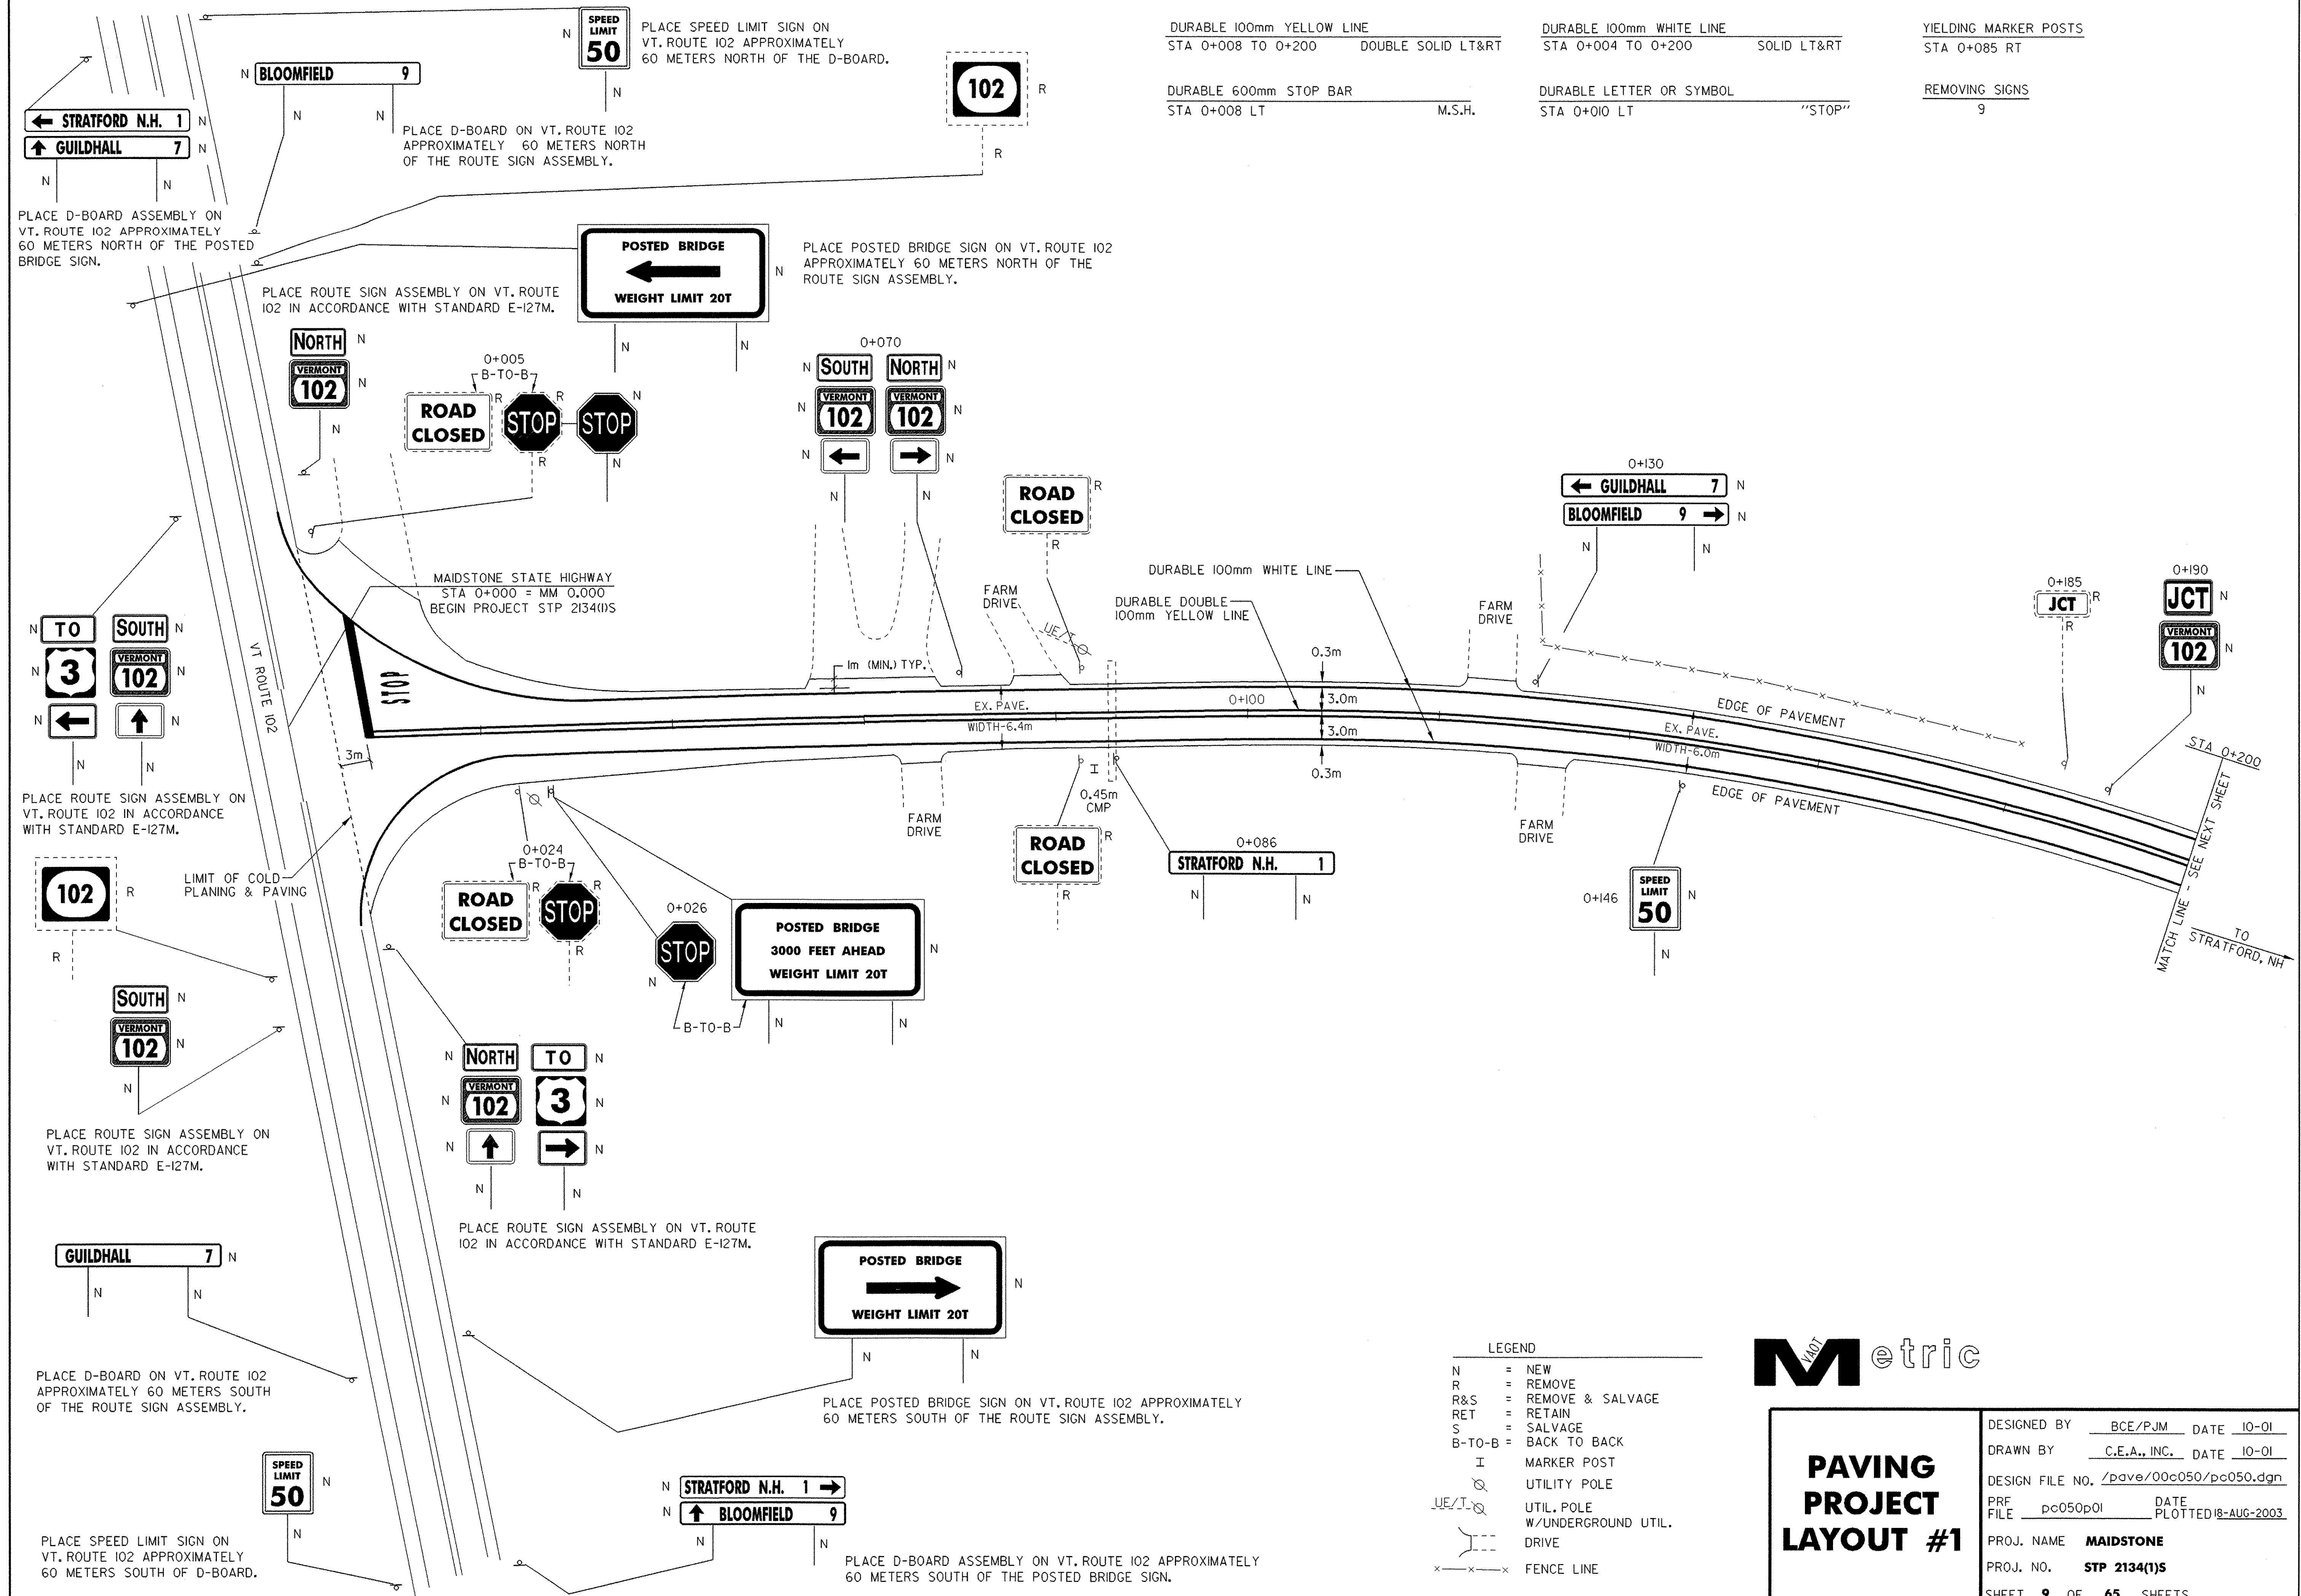 SPEED
LIMIT
50
N
N
PLACE SPEED LIMIT SIGN ON
VT. ROUTE 102 APPROXIMATELY
60 METERS NORTH OF THE D-BOARD.
DURABLE 100mm YELLOW LINE
STA 0+008 TO 0+200 DOUBLE SOLID LT&RT
DURABLE 100mm WHITE LINE
STA 0+004 TO 0+200 SOLID LT&RT
YIELDING MARKER POSTS
STA 0+085 RT
DURABLE 600mm STOP BAR
STA 0+008 LT M.S.H.
DURABLE LETTER OR SYMBOL
STA 0+010 LT "STOP"
REMOVING SIGNS
9
N BLOOMFIELD 9
N N
PLACE D-BOARD ON VT. ROUTE 102
APPROXIMATELY 60 METERS NORTH
OF THE ROUTE SIGN ASSEMBLY.
102 R
R
← STRATFORD N.H. 1 N
↑ GUILDHALL 7 N
N N
PLACE D-BOARD ASSEMBLY ON
VT. ROUTE 102 APPROXIMATELY
60 METERS NORTH OF THE POSTED
BRIDGE SIGN.
POSTED BRIDGE
←
WEIGHT LIMIT 20T
N
N N
PLACE POSTED BRIDGE SIGN ON VT. ROUTE 102
APPROXIMATELY 60 METERS NORTH OF THE
ROUTE SIGN ASSEMBLY.
PLACE ROUTE SIGN ASSEMBLY ON VT. ROUTE
102 IN ACCORDANCE WITH STANDARD E-127M.
NORTH N
VERMONT
102 N
N
0+005
B-TO-B
ROAD
CLOSED
R
STOP R
R
STOP N
N
0+070
N SOUTH NORTH N
N VERMONT VERMONT N
102 102
N ← → N
N N
ROAD
CLOSED
R
R
0+130
← GUILDHALL 7 N
BLOOMFIELD 9 → N
N N
0+185
JCT R
R
0+190
JCT N
VERMONT
102 N
N
MAIDSTONE STATE HIGHWAY
STA 0+000 = MM 0.000
BEGIN PROJECT STP 2134(1)S
VT ROUTE 102
STOP
3m
1m (MIN.) TYP.
FARM
DRIVE
UE/T
DURABLE 100mm WHITE LINE
DURABLE DOUBLE
100mm YELLOW LINE
FARM
DRIVE
0.3m
3.0m
0+100
3.0m
0.3m
EX. PAVE.
WIDTH-6.4m
EDGE OF PAVEMENT
EX. PAVE.
WIDTH-6.0m
EDGE OF PAVEMENT
STA 0+200
MATCH LINE - SEE NEXT SHEET
TO
STRATFORD, NH
N TO SOUTH N
N 3 VERMONT N
102
N ← ↑ N
N N
PLACE ROUTE SIGN ASSEMBLY ON
VT. ROUTE 102 IN ACCORDANCE
WITH STANDARD E-127M.
LIMIT OF COLD
PLANING & PAVING
102 R
R
FARM
DRIVE
0.45m
CMP
FARM
DRIVE
0+024
B-TO-B
ROAD
CLOSED
R
STOP R
R
0+026
STOP
N
POSTED BRIDGE
3000 FEET AHEAD
WEIGHT LIMIT 20T
N
B-TO-B
N N
ROAD
CLOSED
R
R
0+086
STRATFORD N.H. 1
N N
0+146
SPEED
LIMIT
50
N
N
SOUTH N
VERMONT
102 N
N
PLACE ROUTE SIGN ASSEMBLY ON
VT. ROUTE 102 IN ACCORDANCE
WITH STANDARD E-127M.
N NORTH TO N
N VERMONT 3 N
102
N ↑ → N
N N
PLACE ROUTE SIGN ASSEMBLY ON VT. ROUTE
102 IN ACCORDANCE WITH STANDARD E-127M.
GUILDHALL 7 N
N N
PLACE D-BOARD ON VT. ROUTE 102
APPROXIMATELY 60 METERS SOUTH
OF THE ROUTE SIGN ASSEMBLY.
POSTED BRIDGE
→
WEIGHT LIMIT 20T
N
N N
PLACE POSTED BRIDGE SIGN ON VT. ROUTE 102 APPROXIMATELY
60 METERS SOUTH OF THE ROUTE SIGN ASSEMBLY.
SPEED
LIMIT
50
N
N
PLACE SPEED LIMIT SIGN ON
VT. ROUTE 102 APPROXIMATELY
60 METERS SOUTH OF D-BOARD.
N STRATFORD N.H. 1 →
N ↑ BLOOMFIELD 9
N N
PLACE D-BOARD ASSEMBLY ON VT. ROUTE 102 APPROXIMATELY
60 METERS SOUTH OF THE POSTED BRIDGE SIGN.
LEGEND
N = NEW
R = REMOVE
R&S = REMOVE & SALVAGE
RET = RETAIN
S = SALVAGE
B-TO-B = BACK TO BACK
MARKER POST
UTILITY POLE
UE/T UTIL. POLE
W/UNDERGROUND UTIL.
DRIVE
FENCE LINE
Metric
VAOT
PAVING
PROJECT
LAYOUT #1
DESIGNED BY BCE/PJM DATE 10-01
DRAWN BY C.E.A., INC. DATE 10-01
DESIGN FILE NO. /pave/00c050/pc050.dgn
PRF FILE pc050p01 DATE PLOTTED 18-AUG-2003
PROJ. NAME MAIDSTONE
PROJ. NO. STP 2134(1)S
SHEET 9 OF 65 SHEETS